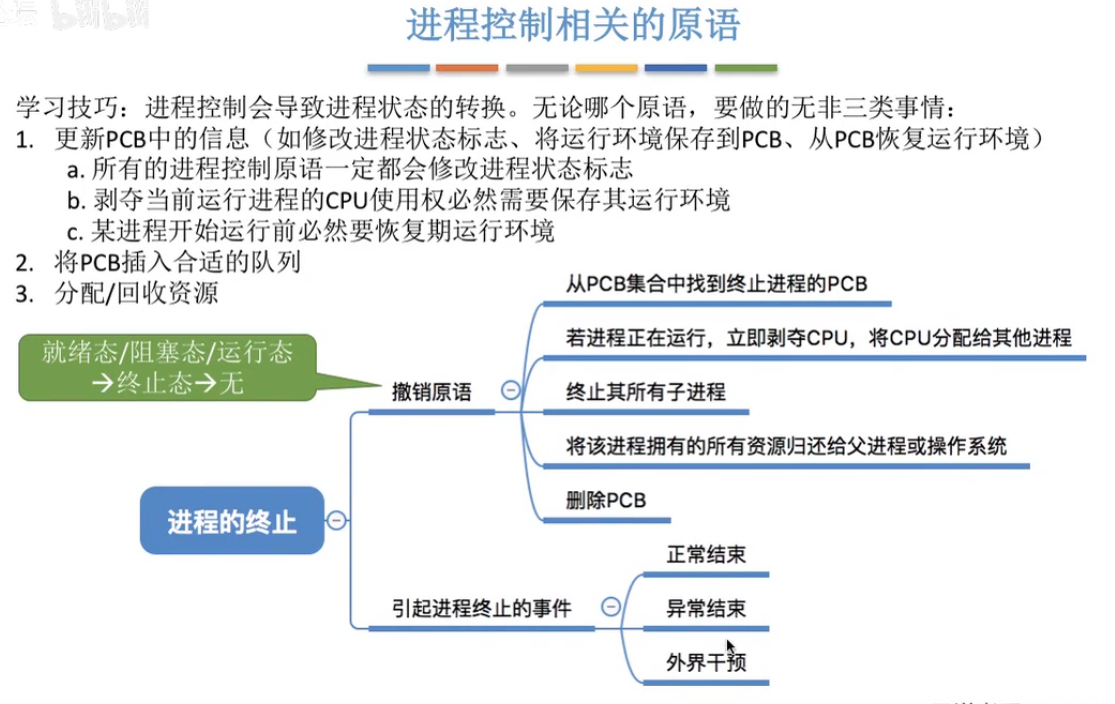 bilibili
进程控制相关的原语
学习技巧：进程控制会导致进程状态的转换。无论哪个原语，要做的无非三类事情：
1. 更新PCB中的信息（如修改进程状态标志、将运行环境保存到PCB、从PCB恢复运行环境）
a. 所有的进程控制原语一定都会修改进程状态标志
b. 剥夺当前运行进程的CPU使用权必然需要保存其运行环境
c. 某进程开始运行前必然要恢复期运行环境
2. 将PCB插入合适的队列
3. 分配/回收资源
就绪态/阻塞态/运行态
→终止态→无
撤销原语
从PCB集合中找到终止进程的PCB
若进程正在运行，立即剥夺CPU，将CPU分配给其他进程
终止其所有子进程
将该进程拥有的所有资源归还给父进程或操作系统
删除PCB
进程的终止
引起进程终止的事件
正常结束
异常结束
外界干预